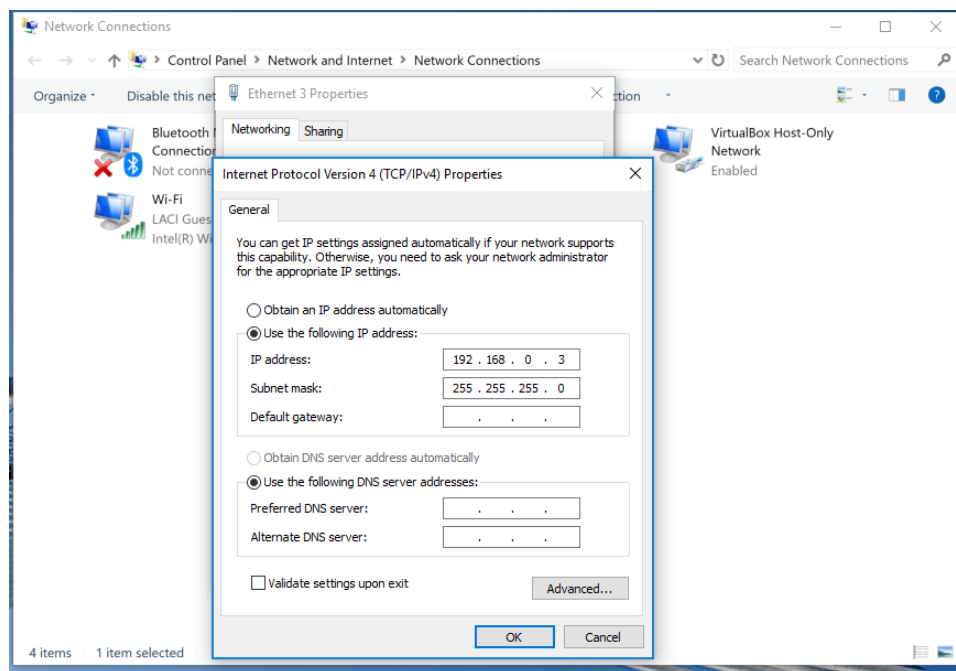 Network Connections
Control Panel > Network and Internet > Network Connections
Search Network Connections
Organize
Disable this net
ction
Ethernet 3 Properties
Networking
Sharing
Bluetooth
Connection
Not conne
Wi-Fi
LACI Gues
Intel(R) Wi
VirtualBox Host-Only
Network
Enabled
Internet Protocol Version 4 (TCP/IPv4) Properties
General
You can get IP settings assigned automatically if your network supports
this capability. Otherwise, you need to ask your network administrator
for the appropriate IP settings.
Obtain an IP address automatically
Use the following IP address:
IP address: 192 . 168 . 0 . 3
Subnet mask: 255 . 255 . 255 . 0
Default gateway: . . .
Obtain DNS server address automatically
Use the following DNS server addresses:
Preferred DNS server: . . .
Alternate DNS server: . . .
Validate settings upon exit
Advanced...
OK
Cancel
4 items
1 item selected